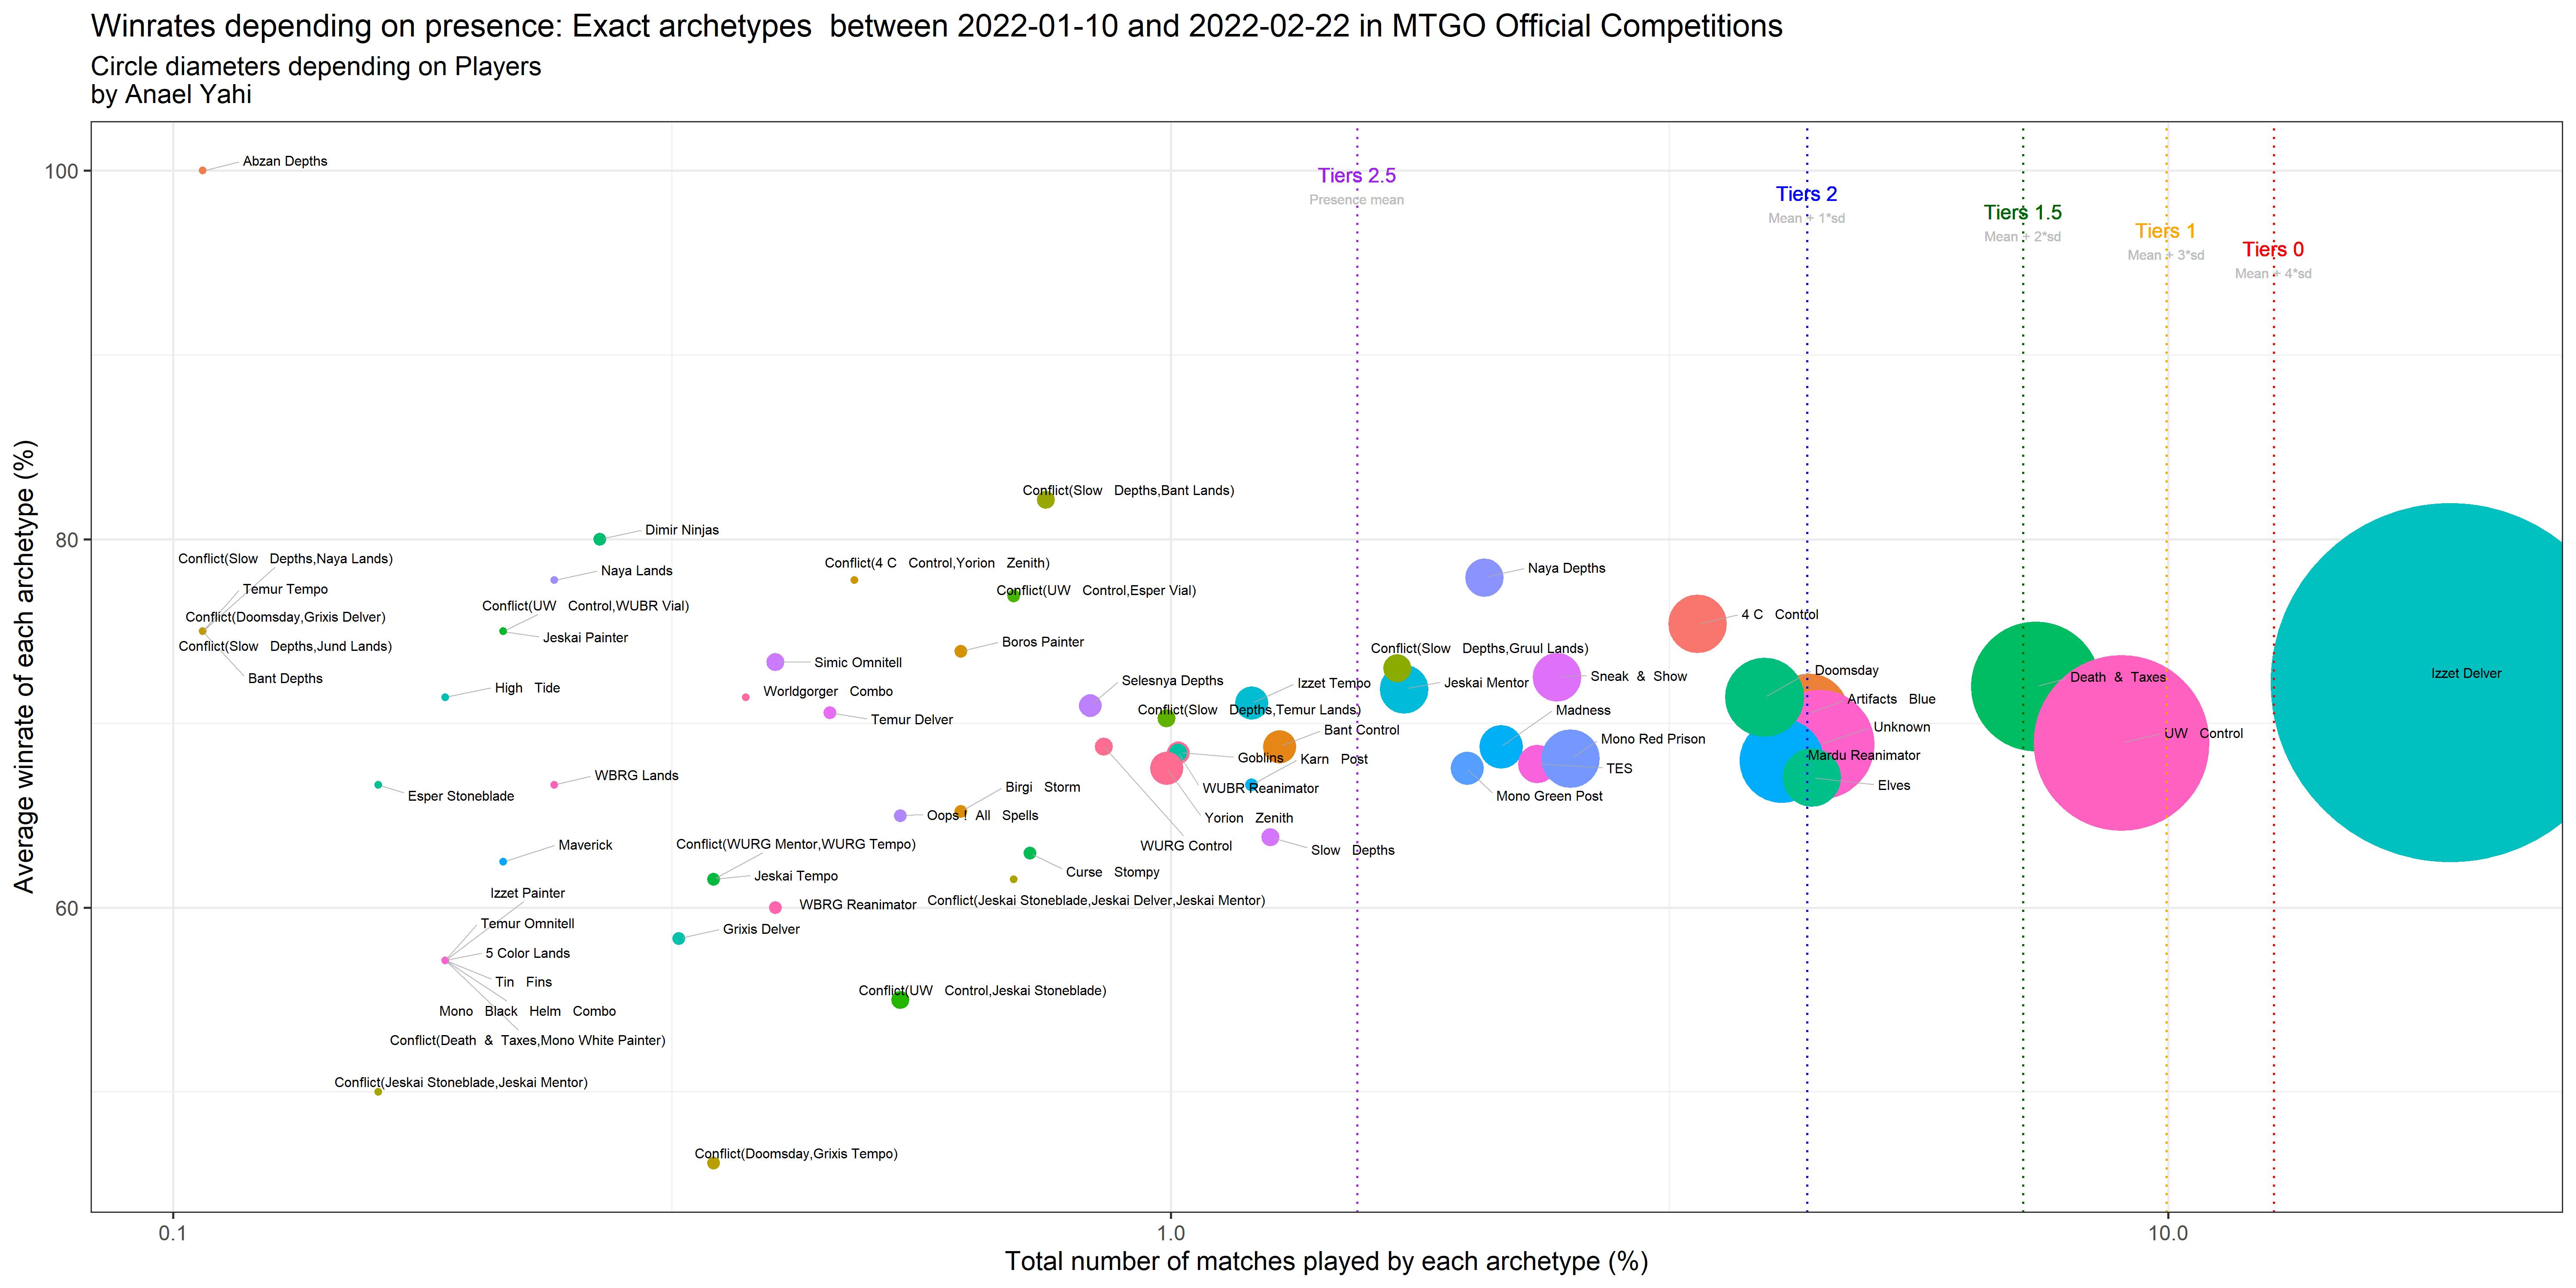 Winrates depending on presence: Exact archetypes  between 2022-01-10 and 2022-02-22 in MTGO Official Competitions
Circle diameters depending on Players
by Anael Yahi
Average winrate of each archetype (%)
100
80
60
Abzan Depths
Tiers 2.5
Presence mean
Tiers 2
Mean + 1*sd
Tiers 1.5
Mean + 2*sd
Tiers 1
Mean + 3*sd
Tiers 0
Mean + 4*sd
Conflict(Slow   Depths,Bant Lands)
Dimir Ninjas
Conflict(Slow   Depths,Naya Lands)
Conflict(4 C   Control,Yorion   Zenith)
Naya Depths
Naya Lands
Temur Tempo
Conflict(UW   Control,Esper Vial)
Conflict(UW   Control,WUBR Vial)
Conflict(Doomsday,Grixis Delver)
4 C   Control
Jeskai Painter
Boros Painter
Conflict(Slow   Depths,Jund Lands)
Conflict(Slow   Depths,Gruul Lands)
Simic Omnitell
Doomsday
Izzet Delver
Sneak  &  Show
Death  &  Taxes
Bant Depths
Selesnya Depths
Izzet Tempo
Jeskai Mentor
High   Tide
Worldgorger   Combo
Artifacts   Blue
Conflict(Slow   Depths,Temur Lands)
Madness
Temur Delver
Unknown
Bant Control
UW   Control
Mono Red Prison
Goblins
Karn   Post
Mardu Reanimator
TES
WBRG Lands
Elves
WUBR Reanimator
Birgi   Storm
Esper Stoneblade
Mono Green Post
Oops !  All   Spells
Yorion   Zenith
Maverick
Conflict(WURG Mentor,WURG Tempo)
WURG Control
Slow   Depths
Curse   Stompy
Jeskai Tempo
Izzet Painter
WBRG Reanimator
Conflict(Jeskai Stoneblade,Jeskai Delver,Jeskai Mentor)
Temur Omnitell
Grixis Delver
5 Color Lands
Tin   Fins
Conflict(UW   Control,Jeskai Stoneblade)
Mono   Black   Helm   Combo
Conflict(Death  &  Taxes,Mono White Painter)
Conflict(Jeskai Stoneblade,Jeskai Mentor)
Conflict(Doomsday,Grixis Tempo)
0.1
1.0
10.0
Total number of matches played by each archetype (%)